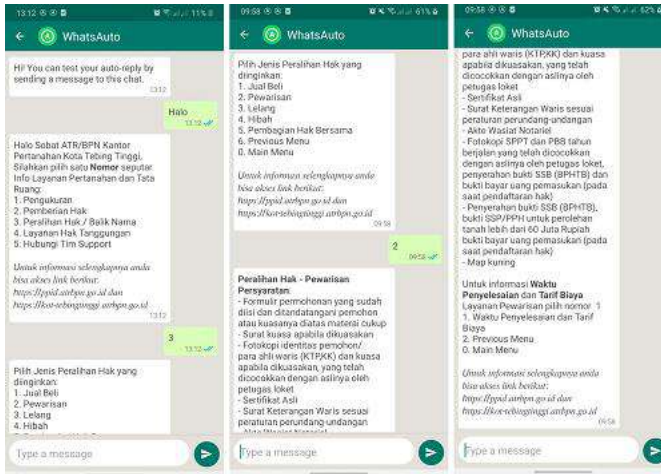 13.12
11%
WhatsAuto
Hi! You can test your auto-reply by
sending a message to this chat.
13.12
Halo
13.12
Halo Sobat ATR/BPN Kantor
Pertanahan Kota Tebing Tinggi,
Silahkan pilih satu Nomor seputar
Info Layanan Pertanahan dan Tata
Ruang:
1. Pengukuran
2. Pemberian Hak
3. Peralihan Hak / Balik Nama
4. Layanan Hak Tanggungan
5. Hubungi Tim Support
Untuk informasi selengkapnya anda
bisa akses link berikut:
https://ppid.atrbpn.go.id dan
https://kot-tebingtinggi.atrbpn.go.id
13.12
3
13.12
Pilih Jenis Peralihan Hak yang
diinginkan:
1. Jual Beli
2. Pewarisan
3. Lelang
4. Hibah
Type a message
09.58
61%
WhatsAuto
Pilih Jenis Peralihan Hak yang
diinginkan:
1. Jual Beli
2. Pewarisan
3. Lelang
4. Hibah
5. Pembagian Hak Bersama
6. Previous Menu
0. Main Menu
Untuk informasi selengkapnya anda
bisa akses link berikut:
https://ppid.atrbpn.go.id dan
https://kot-tebingtinggi.atrbpn.go.id
09.58
2
09.58
Peralihan Hak - Pewarisan
Persyaratan:
- Formulir permohonan yang sudah
diisi dan ditandatangani pemohon
atau kuasanya diatas materai cukup
- Surat kuasa apabila dikuasakan
- Fotokopi identitas pemohon/
para ahli waris (KTP,KK) dan kuasa
apabila dikuasakan, yang telah
dicocokkan dengan aslinya oleh
petugas loket
- Sertifikat Asli
- Surat Keterangan Waris sesuai
peraturan perundang-undangan
- Akte Wasiat Notariel
Type a message
09.58
62%
WhatsAuto
para ahli waris (KTP,KK) dan kuasa
apabila dikuasakan, yang telah
dicocokkan dengan aslinya oleh
petugas loket
- Sertifikat Asli
- Surat Keterangan Waris sesuai
peraturan perundang-undangan
- Akte Wasiat Notariel
- Fotokopi SPPT dan PBB tahun
berjalan yang telah dicocokkan
dengan aslinya oleh petugas loket,
penyerahan bukti SSB (BPHTB) dan
bukti bayar uang pemasukan (pada
saat pendaftaran hak)
- Penyerahan bukti SSB (BPHTB),
bukti SSP/PPH untuk perolehan
tanah lebih dari 60 Juta Rupiah
bukti bayar uang pemasukan (pada
saat pendaftaran hak)
- Map kuning
Untuk informasi Waktu
Penyelesaian dan Tarif Biaya
Layanan Pewarisan pilih nomor 1
1. Waktu Penyelesaian dan Tarif
Biaya
2. Previous Menu
0. Main Menu
Untuk informasi selengkapnya anda
bisa akses link berikut:
https://ppid.atrbpn.go.id dan
https://kot-tebingtinggi.atrbpn.go.id
09.58
Type a message